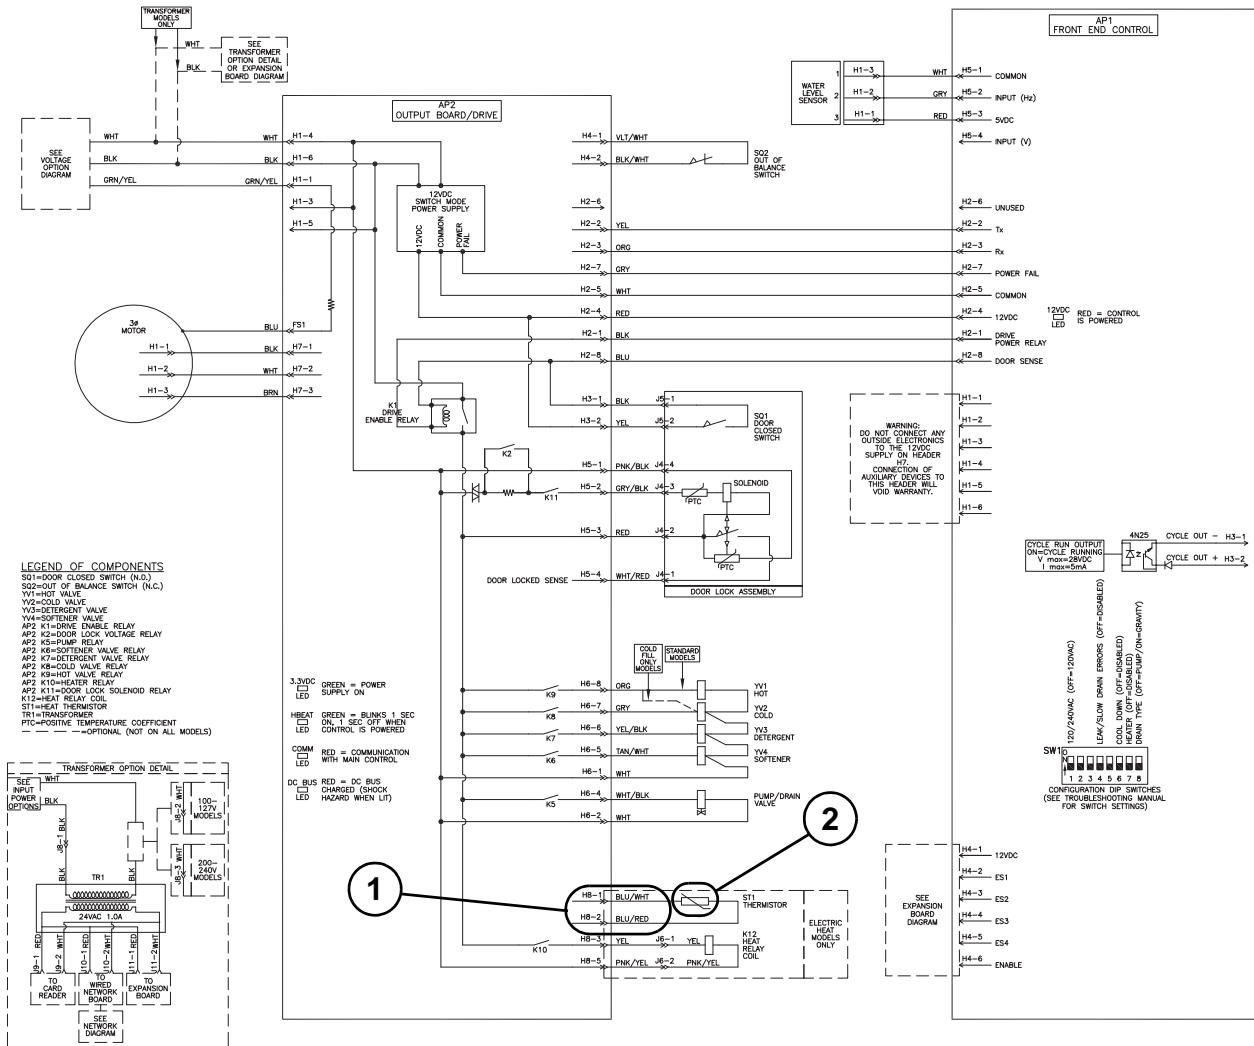 TRANSFORMER
MODELS
ONLY
WHT
BLK
SEE
TRANSFORMER
OPTION DETAIL
OR EXPANSION
BOARD DIAGRAM
SEE
VOLTAGE
OPTION
DIAGRAM
WHT
WHT
BLK
BLK
GRN/YEL
GRN/YEL
AP2
OUTPUT BOARD/DRIVE
H1-4
H1-6
H1-1
H1-3
H1-5
12VDC
SWITCH MODE
POWER SUPPLY
12VDC
COMMON
POWER
FAIL
3ø
MOTOR
H1-1
H1-2
H1-3
BLU
FS1
BLK
H7-1
WHT
H7-2
BRN
H7-3
K1
DRIVE
ENABLE RELAY
K2
K11
H4-1
VLT/WHT
H4-2
BLK/WHT
SQ2
OUT OF
BALANCE
SWITCH
H2-6
H2-2
YEL
H2-3
ORG
H2-7
GRY
H2-5
WHT
H2-4
RED
H2-1
BLK
H2-8
BLU
H3-1
BLK
J5-1
H3-2
YEL
J5-2
SQ1
DOOR
CLOSED
SWITCH
H5-1
PNK/BLK
J4-4
H5-2
GRY/BLK
J4-3
PTC
SOLENOID
H5-3
RED
J4-2
PTC
DOOR LOCKED SENSE
H5-4
WHT/RED
J4-1
DOOR LOCK ASSEMBLY
AP1
FRONT END CONTROL
WATER
LEVEL
SENSOR
1
2
3
H1-3
H1-2
H1-1
WHT
H5-1
COMMON
GRY
H5-2
INPUT (Hz)
RED
H5-3
5VDC
H5-4
INPUT (V)
H2-6
UNUSED
H2-2
Tx
H2-3
Rx
H2-7
POWER FAIL
H2-5
COMMON
H2-4
12VDC
12VDC
LED
RED = CONTROL
IS POWERED
H2-1
DRIVE
POWER RELAY
H2-8
DOOR SENSE
WARNING:
DO NOT CONNECT ANY
OUTSIDE ELECTRONICS
TO THE 12VDC
SUPPLY ON HEADER
H7.
CONNECTION OF
AUXILIARY DEVICES TO
THIS HEADER WILL
VOID WARRANTY.
H1-1
H1-2
H1-3
H1-4
H1-5
H1-6
CYCLE RUN OUTPUT
ON=CYCLE RUNNING
V max=28VDC
I max=5mA
4N25
CYCLE OUT - H3-1
CYCLE OUT + H3-2
LEGEND OF COMPONENTS
SQ1=DOOR CLOSED SWITCH (N.O.)
SQ2=OUT OF BALANCE SWITCH (N.C.)
YV1=HOT VALVE
YV2=COLD VALVE
YV3=DETERGENT VALVE
YV4=SOFTENER VALVE
AP2 K1=DRIVE ENABLE RELAY
AP2 K2=DOOR LOCK VOLTAGE RELAY
AP2 K5=PUMP RELAY
AP2 K6=SOFTENER VALVE RELAY
AP2 K7=DETERGENT VALVE RELAY
AP2 K8=COLD VALVE RELAY
AP2 K9=HOT VALVE RELAY
AP2 K10=HEATER RELAY
AP2 K11=DOOR LOCK SOLENOID RELAY
K12=HEAT RELAY COIL
ST1=HEAT THERMISTOR
TR1=TRANSFORMER
PTC=POSITIVE TEMPERATURE COEFFICIENT
=OPTIONAL (NOT ON ALL MODELS)
3.3VDC
LED
GREEN = POWER
SUPPLY ON
HBEAT
LED
GREEN = BLINKS 1 SEC
ON, 1 SEC OFF WHEN
CONTROL IS POWERED
COMM
LED
RED = COMMUNICATION
WITH MAIN CONTROL
DC BUS
LED
RED = DC BUS
CHARGED (SHOCK
HAZARD WHEN LIT)
COLD
FILL
ONLY
MODELS
STANDARD
MODELS
K9
H6-8
ORG
YV1
HOT
K8
H6-7
GRY
YV2
COLD
K7
H6-6
YEL/BLK
YV3
DETERGENT
K6
H6-5
TAN/WHT
YV4
SOFTENER
H6-1
WHT
K5
H6-4
WHT/BLK
PUMP/DRAIN
VALVE
H6-2
WHT
1
2
H8-1
BLU/WHT
ST1
THERMISTOR
H8-2
BLU/RED
K10
H8-3
YEL
J6-1
YEL
K12
HEAT
RELAY
COIL
H8-5
PNK/YEL
J6-2
PNK/YEL
ELECTRIC
HEAT
MODELS
ONLY
120/240VAC (OFF=120VAC)
LEAK/SLOW DRAIN ERRORS (OFF=DISABLED)
COOL DOWN (OFF=DISABLED)
HEATER (OFF=DISABLED)
DRAIN TYPE (OFF=PUMP/ON=GRAVITY)
SW1
O
N
1 2 3 4 5 6 7 8
CONFIGURATION DIP SWITCHES
(SEE TROUBLESHOOTING MANUAL
FOR SWITCH SETTINGS)
SEE
EXPANSION
BOARD
DIAGRAM
H4-1
12VDC
H4-2
ES1
H4-3
ES2
H4-4
ES3
H4-5
ES4
H4-6
ENABLE
TRANSFORMER OPTION DETAIL
SEE
INPUT
POWER
OPTIONS
WHT
BLK
J8-1 BLK
BLK
BLK
J8-2 WHT
100-
127V
MODELS
J8-3 WHT
200-
240V
MODELS
TR1
24VAC 1.0A
J9-1 RED
J9-2 WHT
J10-1 RED
J10-2 WHT
J11-1 RED
J11-2 WHT
TO
CARD
READER
TO
WIRED
NETWORK
BOARD
TO
EXPANSION
BOARD
SEE
NETWORK
DIAGRAM